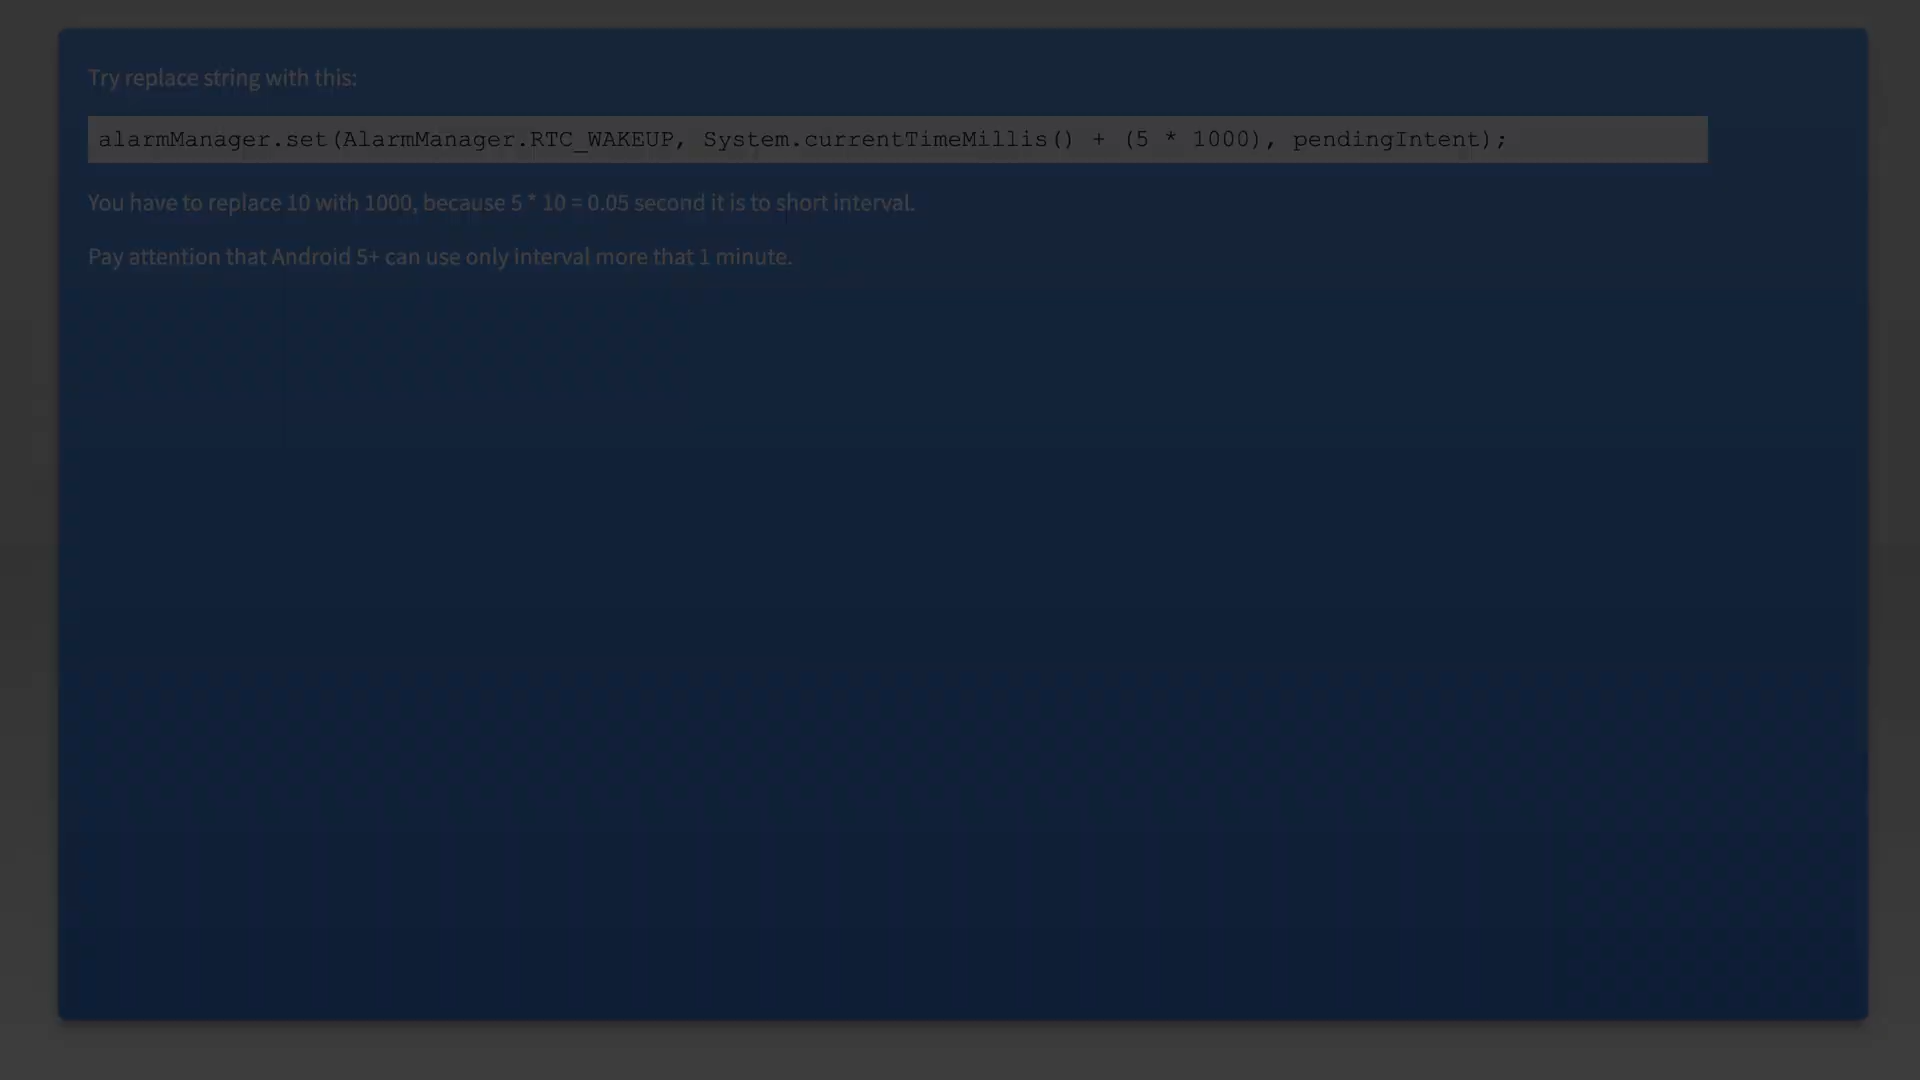 Try replace string with this:
alarmManager.set(AlarmManager.RTC_WAKEUP, System.currentTimeMillis() + (5 * 1000), pendingIntent);
You have to replace 10 with 1000, because 5 * 10 = 0.05 second it is to short interval.
Pay attention that Android 5+ can use only interval more that 1 minute.